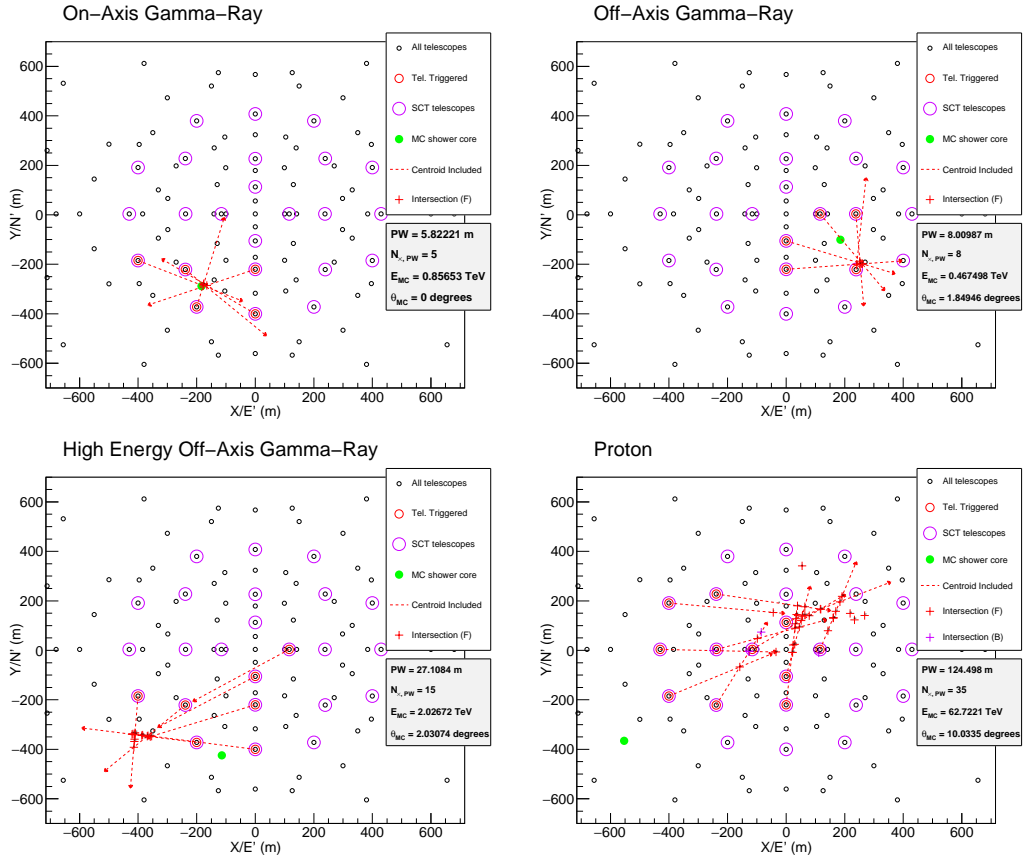 On−Axis Gamma−Ray
Y/N' (m)
600
400
200
0
−200
−400
−600
−600 −400 −200 0 200 400 600
X/E' (m)
All telescopes
Tel. Triggered
SCT telescopes
MC shower core
Centroid Included
Intersection (F)
PW = 5.82221 m
N<, PW = 5
EMC = 0.85653 TeV
θMC = 0 degrees
Off−Axis Gamma−Ray
Y/N' (m)
600
400
200
0
−200
−400
−600
−600 −400 −200 0 200 400 600
X/E' (m)
All telescopes
Tel. Triggered
SCT telescopes
MC shower core
Centroid Included
Intersection (F)
PW = 8.00987 m
N<, PW = 8
EMC = 0.467498 TeV
θMC = 1.84946 degrees
High Energy Off−Axis Gamma−Ray
Y/N' (m)
600
400
200
0
−200
−400
−600
−600 −400 −200 0 200 400 600
X/E' (m)
All telescopes
Tel. Triggered
SCT telescopes
MC shower core
Centroid Included
Intersection (F)
PW = 27.1084 m
N<, PW = 15
EMC = 2.02672 TeV
θMC = 2.03074 degrees
Proton
Y/N' (m)
600
400
200
0
−200
−400
−600
−600 −400 −200 0 200 400 600
X/E' (m)
All telescopes
Tel. Triggered
SCT telescopes
MC shower core
Centroid Included
Intersection (F)
Intersection (B)
PW = 124.498 m
N<, PW = 35
EMC = 62.7221 TeV
θMC = 10.0335 degrees